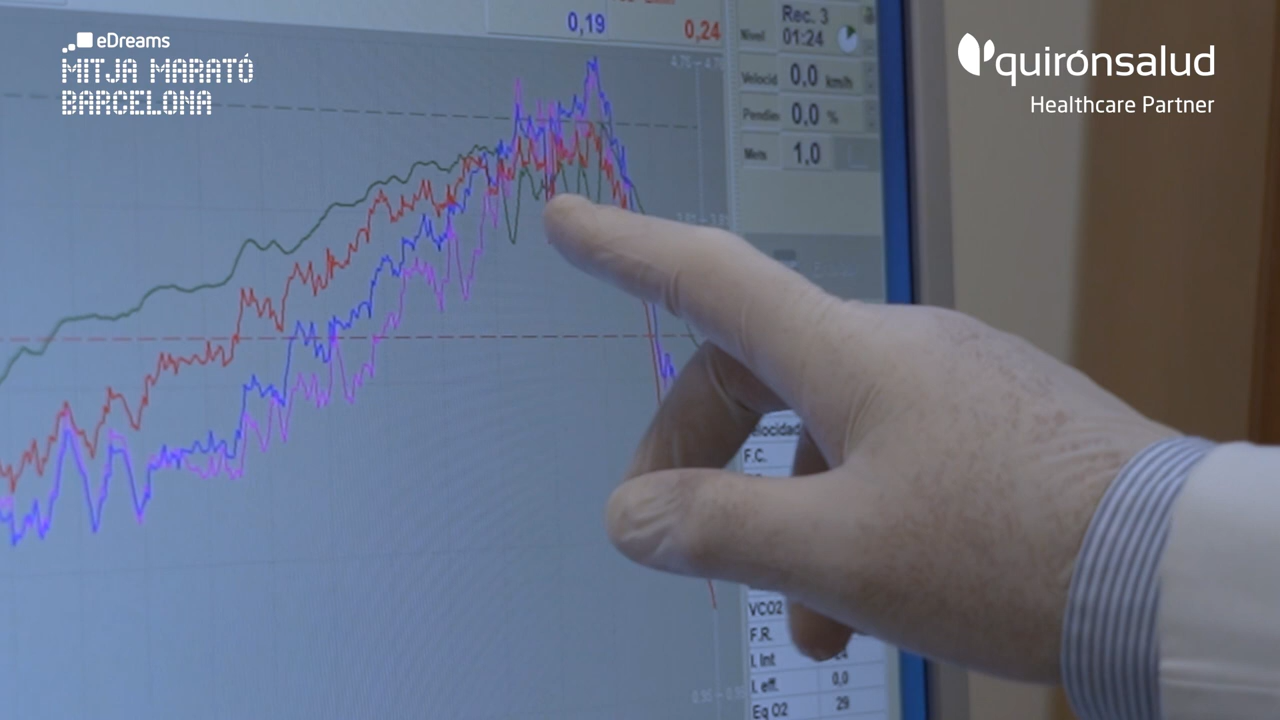 eDreams
MITJA MARATÓ
BARCELONA
quirónsalud
Healthcare Partner
0,19
0,24
Rec. 3
Nivel
01:24
Velocid
0,0 km/h
Pendien
0,0 %
Mets
1,0
elocidad
F.C.
VCO2
F.R.
I. Int
I. eff.
0,0
Eq O2
29